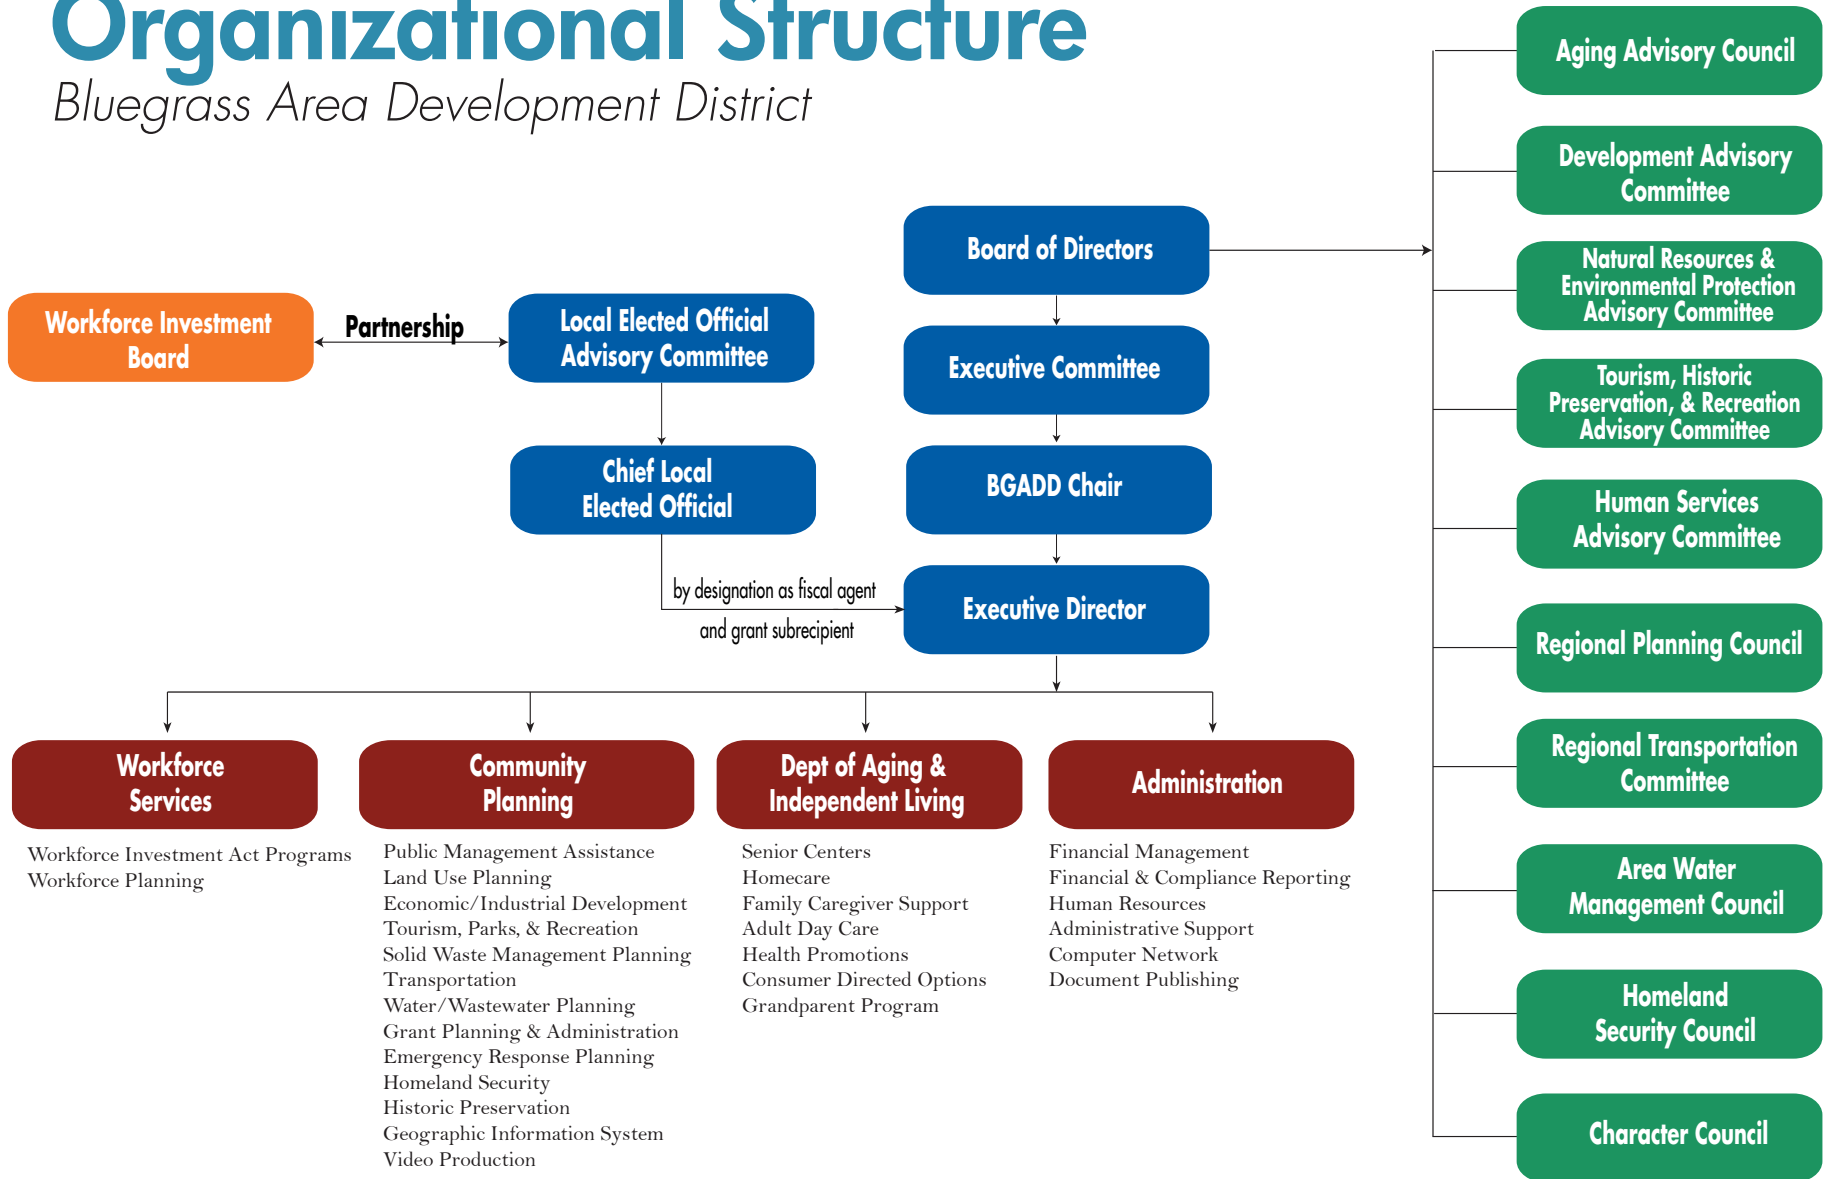 Organizational Structure
Bluegrass Area Development District
Board of Directors
Executive Committee
BGADD Chair
Executive Director
Workforce Investment
Board
Partnership
Local Elected Official
Advisory Committee
Chief Local
Elected Official
by designation as fiscal agent
and grant subrecipient
Workforce
Services
Workforce Investment Act Programs
Workforce Planning
Community
Planning
Public Management Assistance
Land Use Planning
Economic/Industrial Development
Tourism, Parks, & Recreation
Solid Waste Management Planning
Transportation
Water/Wastewater Planning
Grant Planning & Administration
Emergency Response Planning
Homeland Security
Historic Preservation
Geographic Information System
Video Production
Dept of Aging &
Independent Living
Senior Centers
Homecare
Family Caregiver Support
Adult Day Care
Health Promotions
Consumer Directed Options
Grandparent Program
Administration
Financial Management
Financial & Compliance Reporting
Human Resources
Administrative Support
Computer Network
Document Publishing
Aging Advisory Council
Development Advisory
Committee
Natural Resources &
Environmental Protection
Advisory Committee
Tourism, Historic
Preservation, & Recreation
Advisory Committee
Human Services
Advisory Committee
Regional Planning Council
Regional Transportation
Committee
Area Water
Management Council
Homeland
Security Council
Character Council